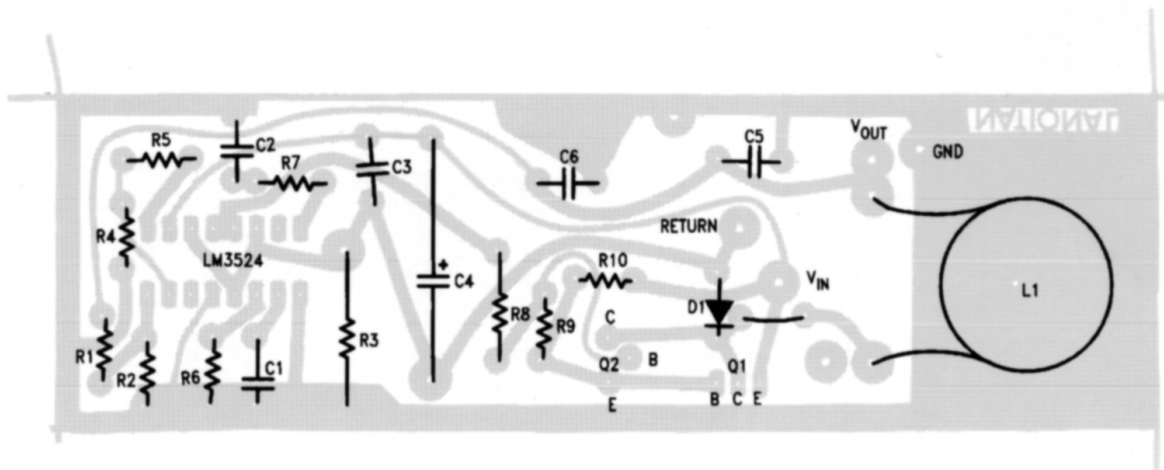 NATIONAL
VOUT
GND
R5
C2
R7
C3
C6
C5
R4
LM3524
RETURN
R10
VIN
+
C4
D1
L1
R1
R2
R6
C1
R3
R8
R9
C
Q2
B
Q1
E
B C E